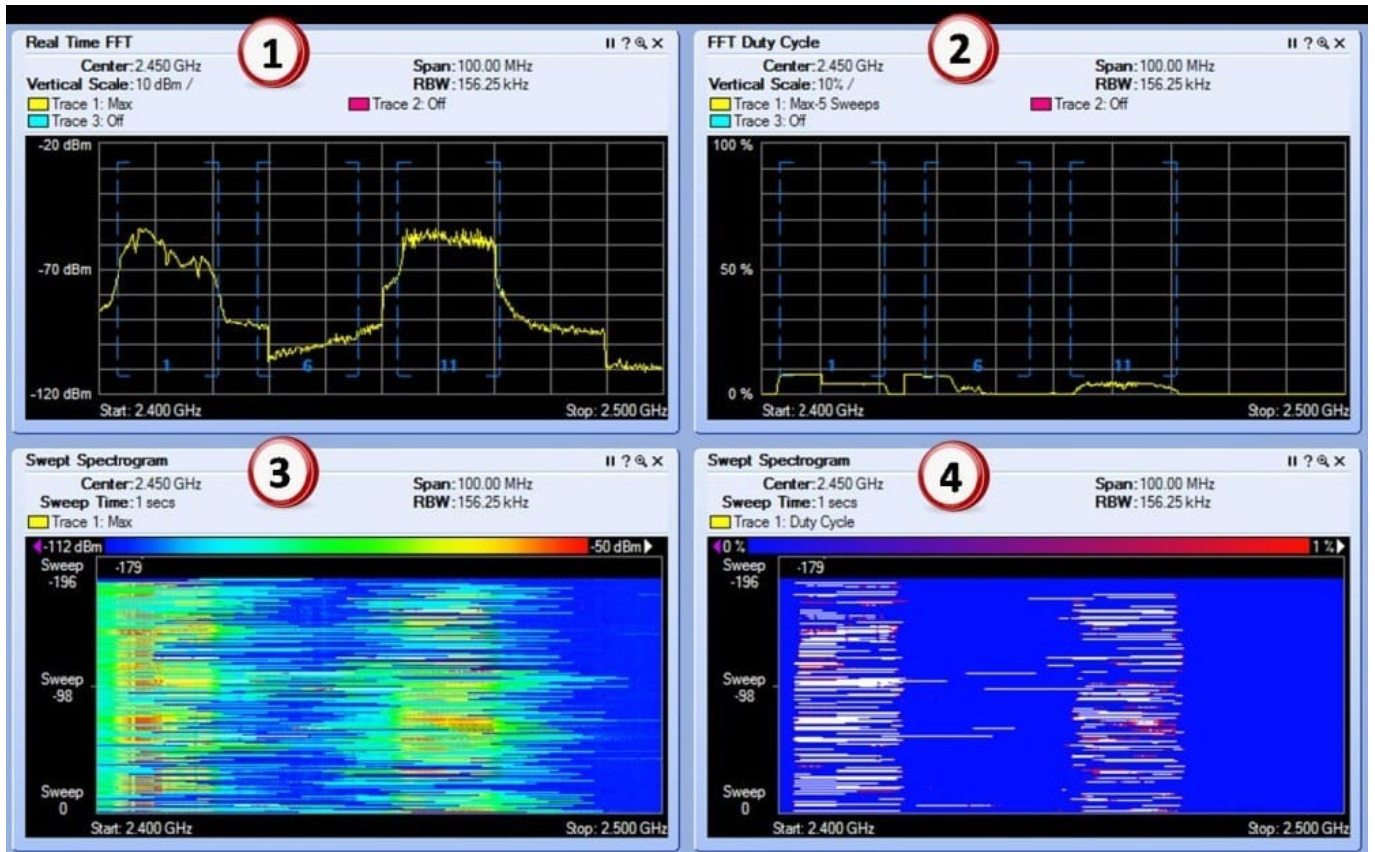 Real Time FFT
1
Center: 2.450 GHz Span: 100.00 MHz
Vertical Scale: 10 dBm / RBW: 156.25 kHz
Trace 1: Max Trace 2: Off
Trace 3: Off
-20 dBm
-70 dBm
-120 dBm
1 6 11
Start: 2.400 GHz Stop: 2.500 GHz
FFT Duty Cycle
2
Center: 2.450 GHz Span: 100.00 MHz
Vertical Scale: 10% / RBW: 156.25 kHz
Trace 1: Max-5 Sweeps Trace 2: Off
Trace 3: Off
100 %
50 %
0 %
1 6 11
Start: 2.400 GHz Stop: 2.500 GHz
Swept Spectrogram
3
Center: 2.450 GHz Span: 100.00 MHz
Sweep Time: 1 secs RBW: 156.25 kHz
Trace 1: Max
-112 dBm -50 dBm
Sweep -179
-196
Sweep
-98
Sweep
0
Start: 2.400 GHz Stop: 2.500 GHz
Swept Spectrogram
4
Center: 2.450 GHz Span: 100.00 MHz
Sweep Time: 1 secs RBW: 156.25 kHz
Trace 1: Duty Cycle
0 % 1 %
Sweep -179
-196
Sweep
-98
Sweep
0
Start: 2.400 GHz Stop: 2.500 GHz